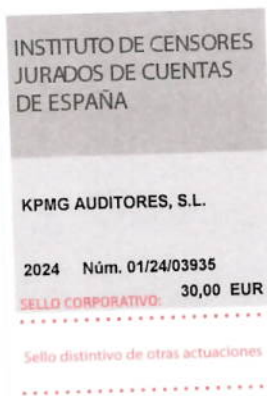 INSTITUTO DE CENSORES
JURADOS DE CUENTAS
DE ESPAÑA
KPMG AUDITORES, S.L.
2024 Núm. 01/24/03935
SELLO CORPORATIVO: 30,00 EUR
Sello distintivo de otras actuaciones